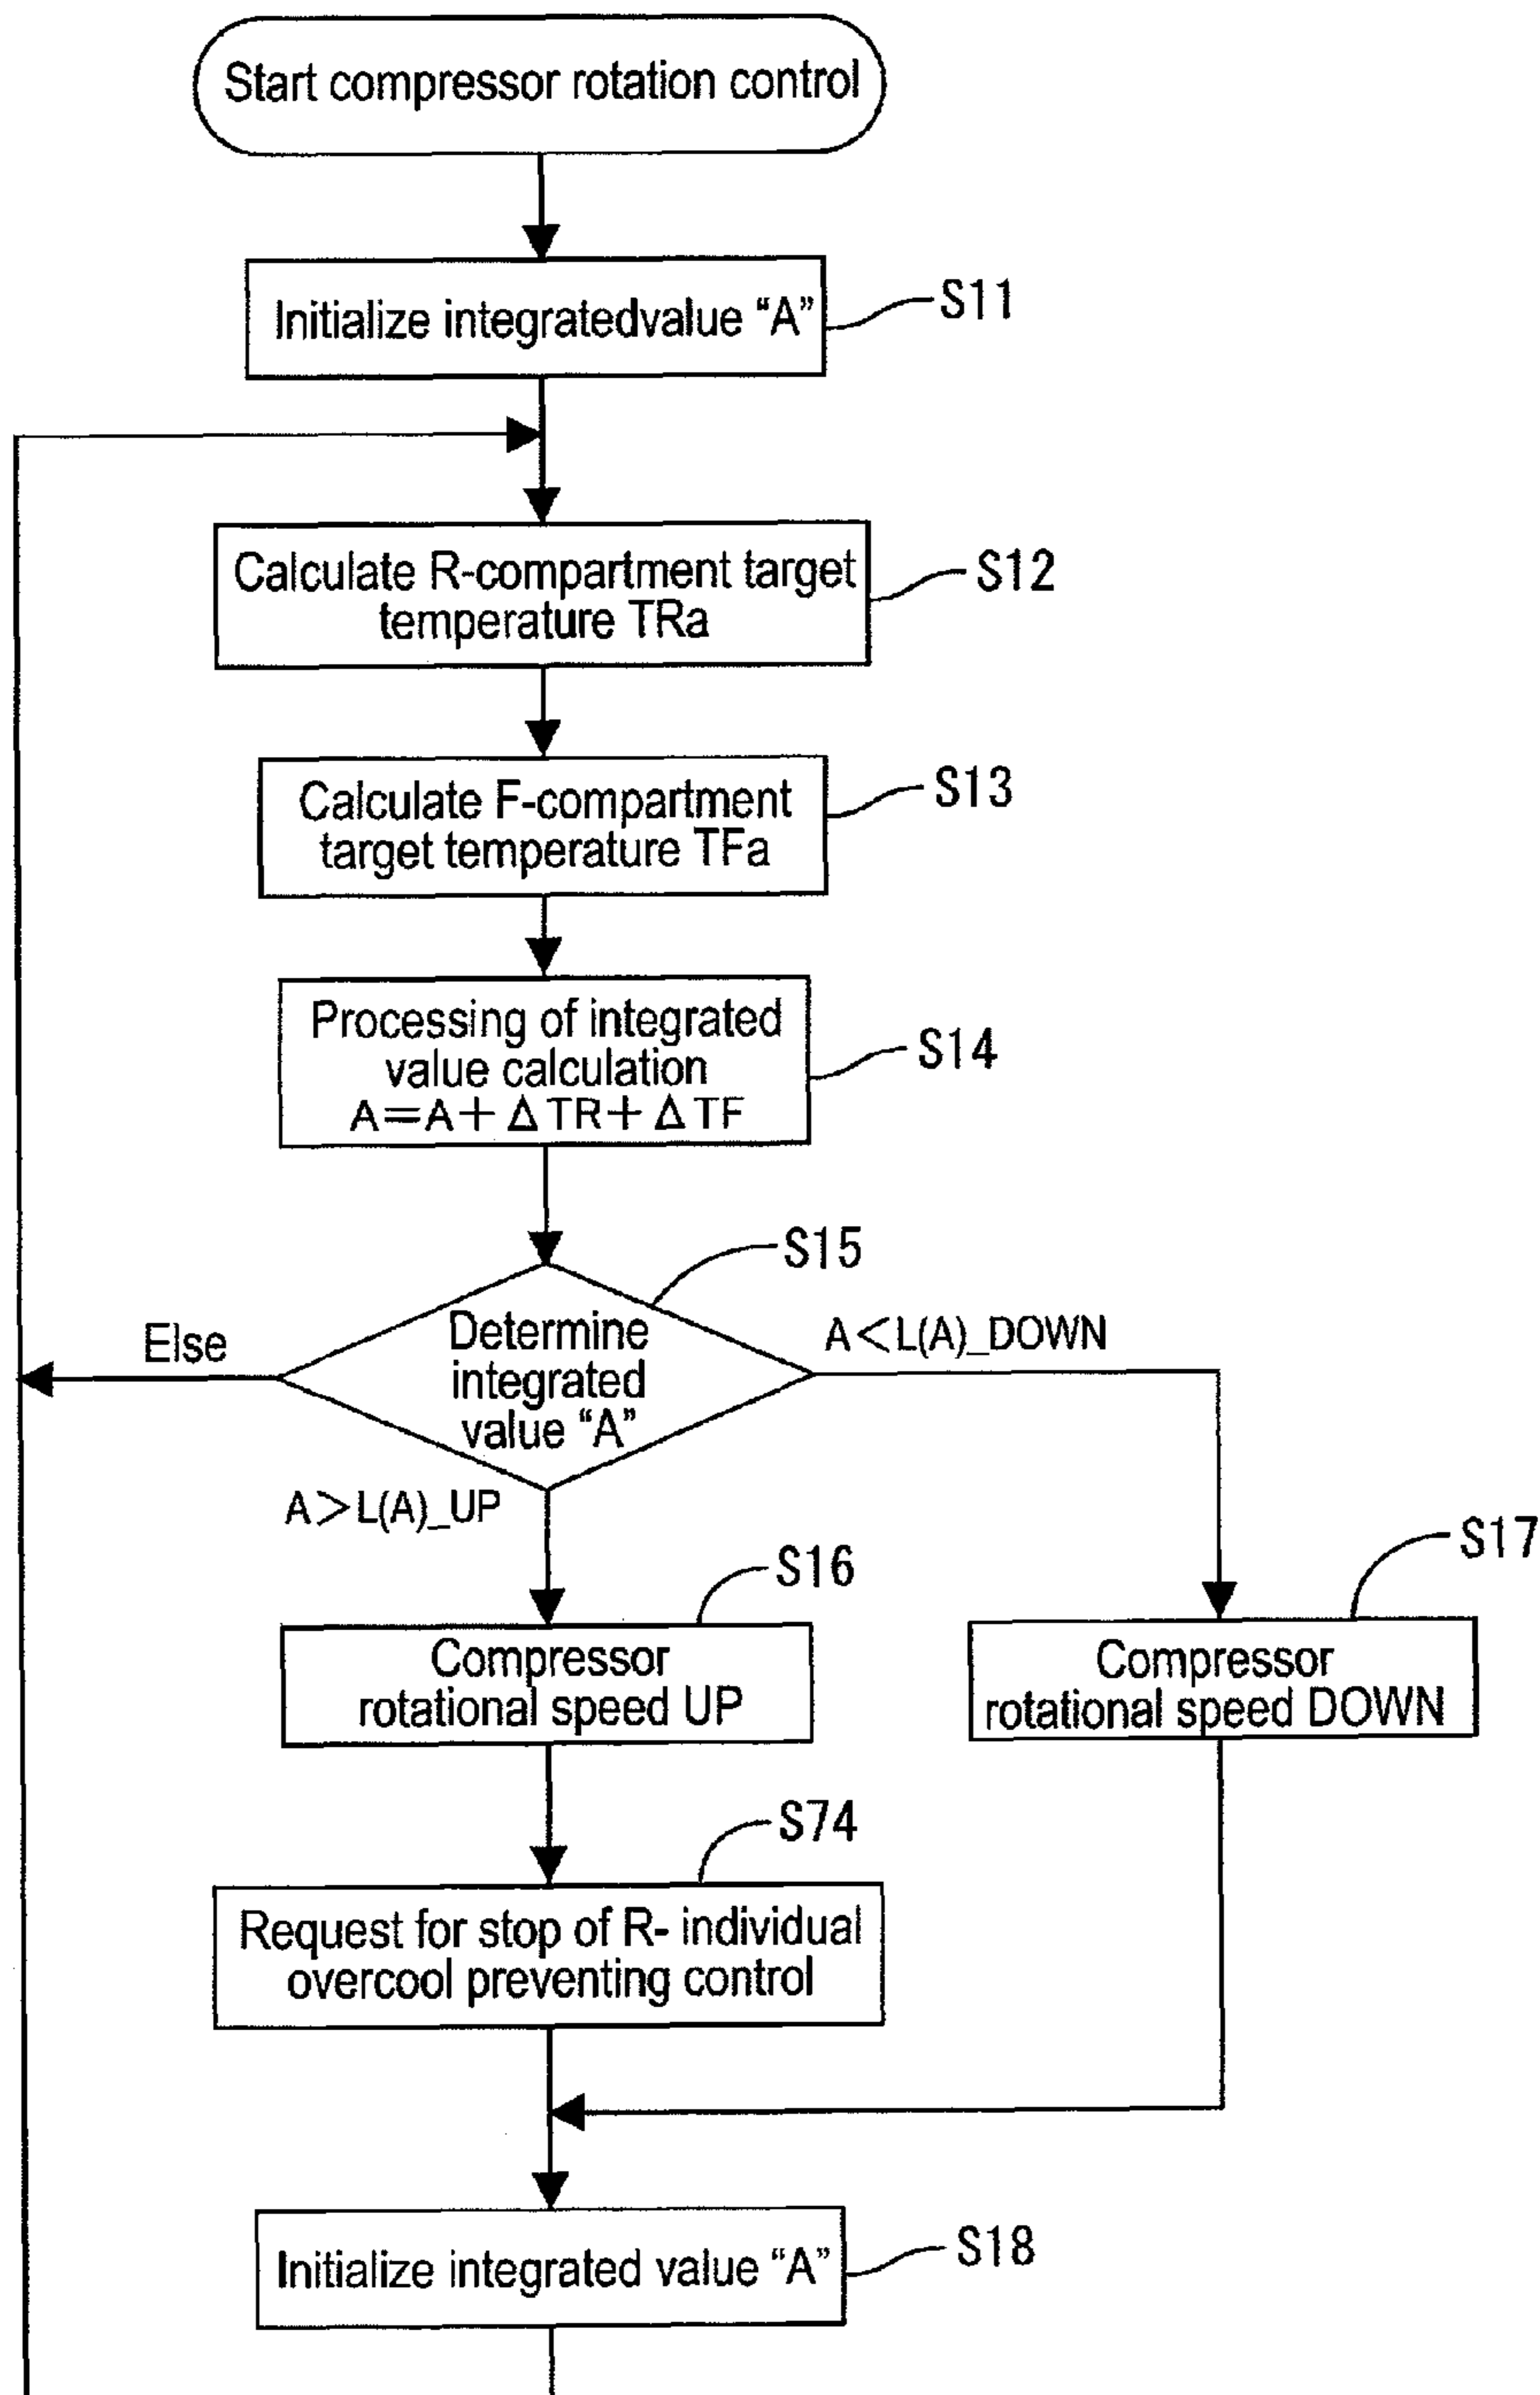 Start compressor rotation control
Initialize integratedvalue “A”
S11
Calculate R-compartment target
temperature TRa
S12
Calculate F-compartment
target temperature TFa
S13
Processing of integrated
value calculation
A=A+ΔTR+ΔTF
S14
S15
Determine
integrated
value “A”
Else
A<L(A)_DOWN
A>L(A)_UP
S16
Compressor
rotational speed UP
S17
Compressor
rotational speed DOWN
S74
Request for stop of R- individual
overcool preventing control
Initialize integrated value “A”
S18